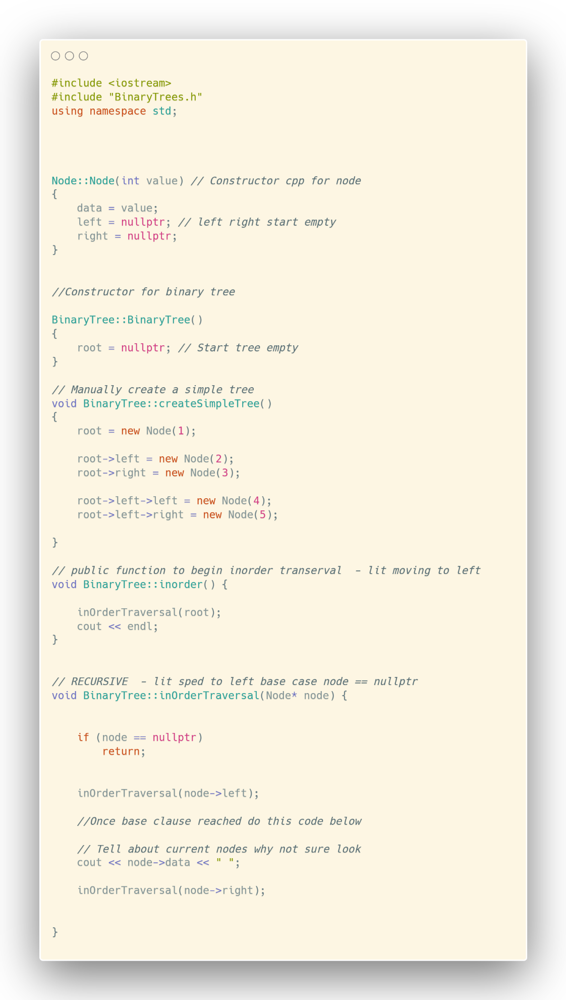 #include <iostream>
#include "BinaryTrees.h"
using namespace std;
Node::Node(int value) // Constructor cpp for node
{
    data = value;
    left = nullptr; // left right start empty
    right = nullptr;
}
//Constructor for binary tree
BinaryTree::BinaryTree()
{
    root = nullptr; // Start tree empty
}
// Manually create a simple tree
void BinaryTree::createSimpleTree()
{
    root = new Node(1);
    root->left = new Node(2);
    root->right = new Node(3);
    root->left->left = new Node(4);
    root->left->right = new Node(5);
}
// public function to begin inorder transerval  - lit moving to left
void BinaryTree::inorder() {
    inOrderTraversal(root);
    cout << endl;
}
// RECURSIVE  - lit sped to left base case node == nullptr
void BinaryTree::inOrderTraversal(Node* node) {
    if (node == nullptr)
        return;
    inOrderTraversal(node->left);
    //Once base clause reached do this code below
    // Tell about current nodes why not sure look
    cout << node->data << " ";
    inOrderTraversal(node->right);
}